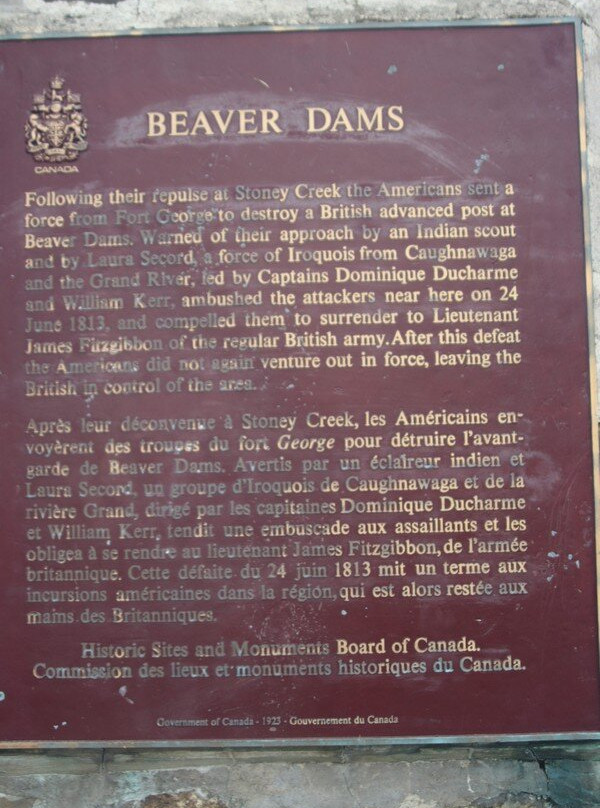 BEAVER DAMS
CANADA
Following their repulse at Stoney Creek the Americans sent a
force from Fort George to destroy a British advanced post at
Beaver Dams. Warned of their approach by an Indian scout
and by Laura Secord, a force of Iroquois from Caughnawaga
and the Grand River, led by Captains Dominique Ducharme
and William Kerr, ambushed the attackers near here on 24
June 1813, and compelled them to surrender to Lieutenant
James Fitzgibbon of the regular British army. After this defeat
the Americans did not again venture out in force, leaving the
British in control of the area.
Après leur déconvenue à Stoney Creek, les Américains en-
voyèrent des troupes du fort George pour détruire l'avant-
garde de Beaver Dams. Avertis par un éclaireur indien et
Laura Secord, un groupe d'Iroquois de Caughnawaga et de la
rivière Grand, dirigé par les capitaines Dominique Ducharme
et William Kerr, tendit une embuscade aux assaillants et les
obligea à se rendre au lieutenant James Fitzgibbon, de l'armée
britannique. Cette défaite du 24 juin 1813 mit un terme aux
incursions américaines dans la région, qui est alors restée aux
mains des Britanniques.
Historic Sites and Monuments Board of Canada.
Commission des lieux et monuments historiques du Canada.
Government of Canada - 1923 - Gouvernement du Canada